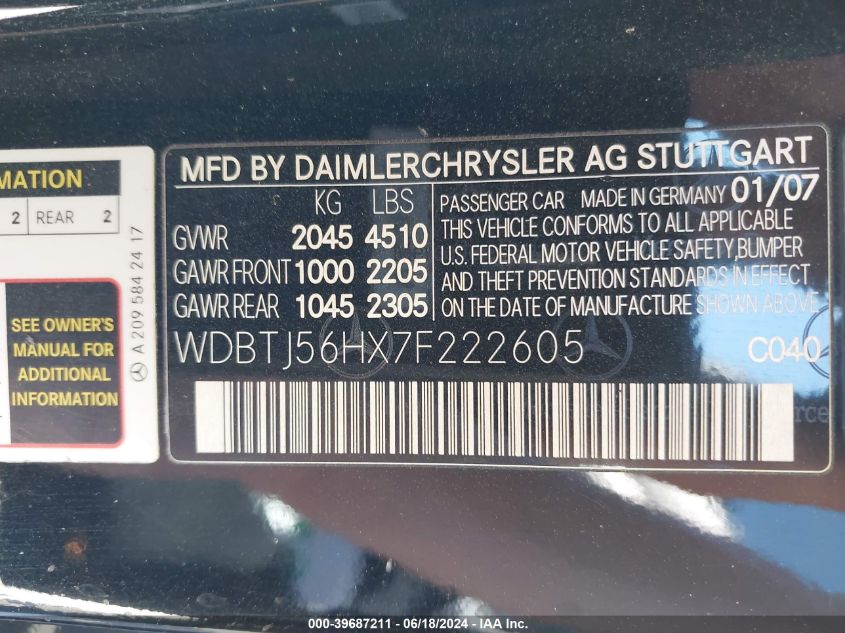 MATION
2 REAR 2
A 209 584 24 17
SEE OWNER'S
MANUAL FOR
ADDITIONAL
INFORMATION
MFD BY DAIMLERCHRYSLER AG STUTTGART
KG LBS
GVWR 2045 4510
GAWR FRONT 1000 2205
GAWR REAR 1045 2305
PASSENGER CAR MADE IN GERMANY 01/07
THIS VEHICLE CONFORMS TO ALL APPLICABLE
U.S. FEDERAL MOTOR VEHICLE SAFETY, BUMPER
AND THEFT PREVENTION STANDARDS IN EFFECT
ON THE DATE OF MANUFACTURE SHOWN ABOVE
WDBTJ56HX7F222605 C040
000-39687211 - 06/18/2024 - IAA Inc.